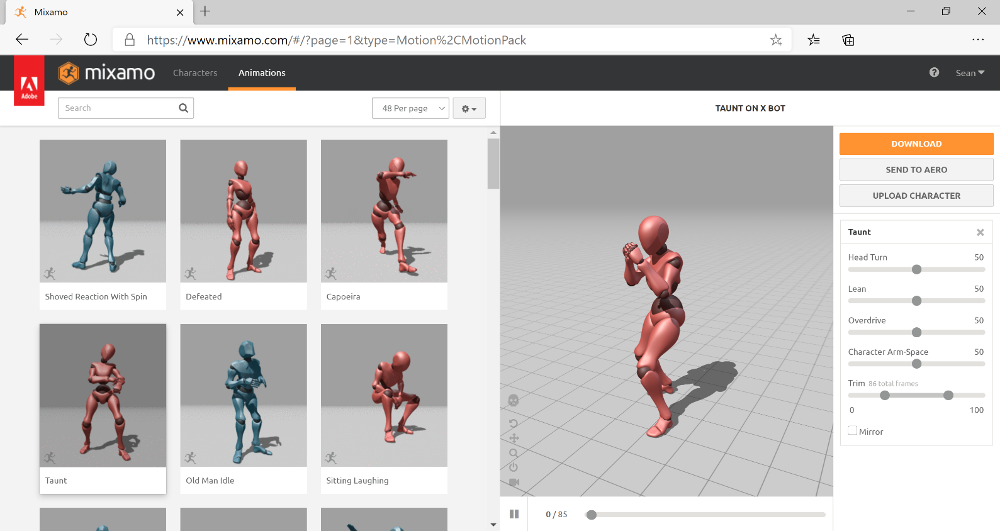 Mixamo
https://www.mixamo.com/#/?page=1&type=Motion%2CMotionPack
Adobe
mixamo
Characters
Animations
Sean
Search
48 Per page
TAUNT ON X BOT
Shoved Reaction With Spin
Defeated
Capoeira
Taunt
Old Man Idle
Sitting Laughing
0 / 85
DOWNLOAD
SEND TO AERO
UPLOAD CHARACTER
Taunt
Head Turn 50
Lean 50
Overdrive 50
Character Arm-Space 50
Trim 86 total frames
0 100
Mirror